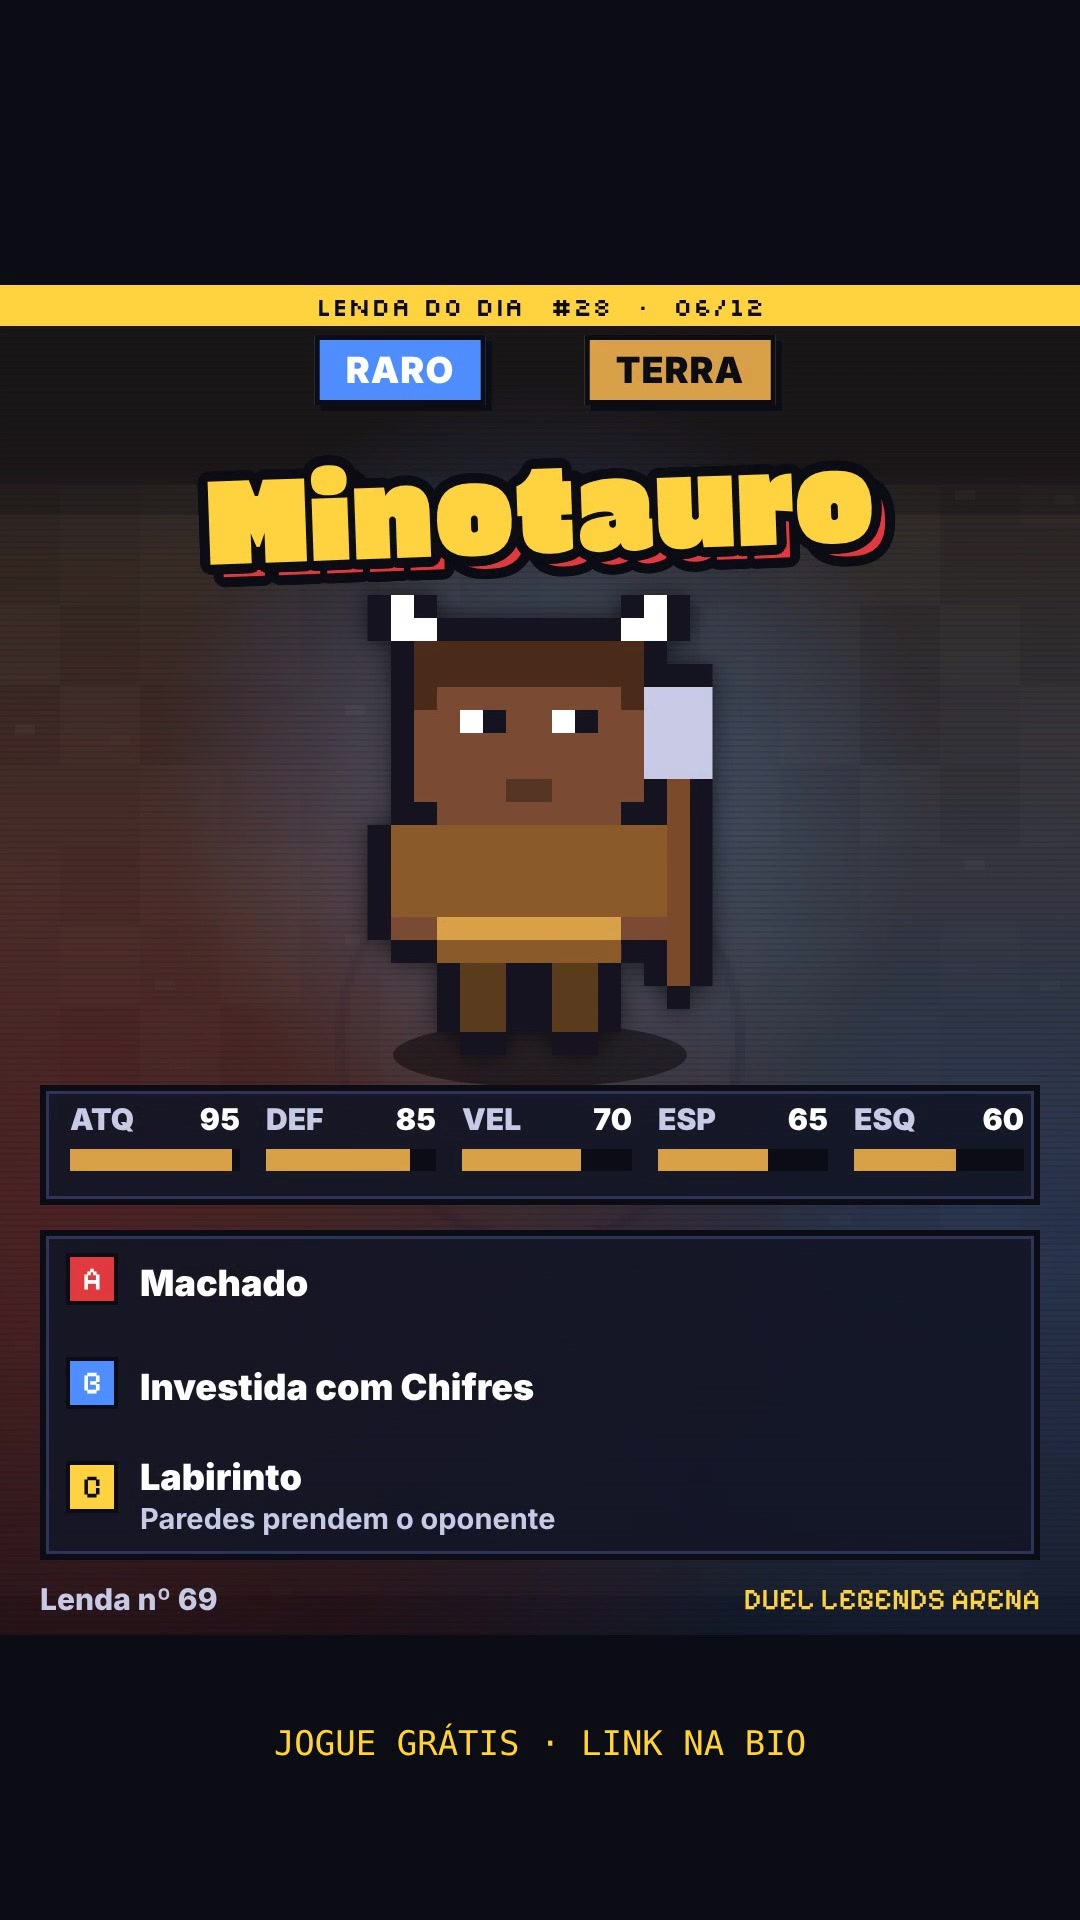 LENDA DO DIA #28 · 06/12
RARO TERRA
Minotauro
ATQ 95 DEF 85 VEL 70 ESP 65 ESQ 60
A Machado
B Investida com Chifres
C Labirinto
Paredes prendem o oponente
Lenda nº 69 DUEL LEGENDS ARENA
JOGUE GRÁTIS · LINK NA BIO